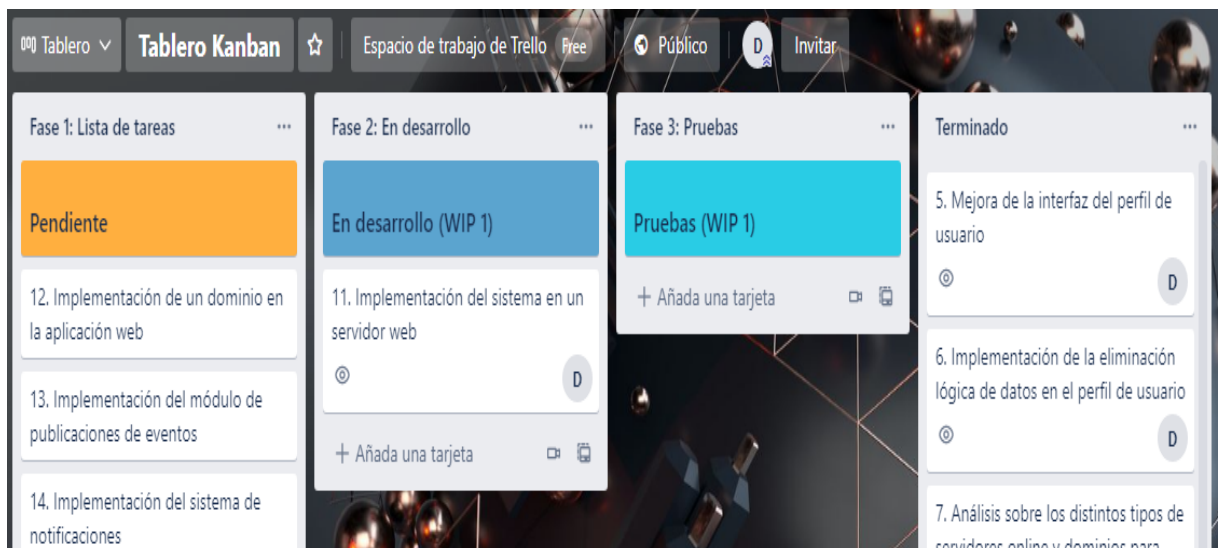 Tablero
Tablero Kanban
Espacio de trabajo de Trello Free
Público
D
Invitar
Fase 1: Lista de tareas
Pendiente
12. Implementación de un dominio en
la aplicación web
13. Implementación del módulo de
publicaciones de eventos
14. Implementación del sistema de
notificaciones
Fase 2: En desarrollo
En desarrollo (WIP 1)
11. Implementación del sistema en un
servidor web
D
+ Añada una tarjeta
Fase 3: Pruebas
Pruebas (WIP 1)
+ Añada una tarjeta
Terminado
5. Mejora de la interfaz del perfil de
usuario
D
6. Implementación de la eliminación
lógica de datos en el perfil de usuario
D
7. Análisis sobre los distintos tipos de
servidores online y dominios para